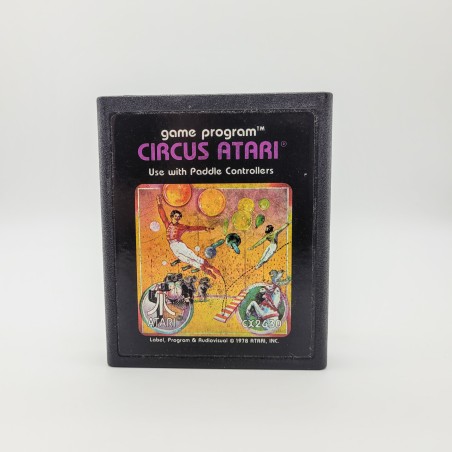 game program™
CIRCUS ATARI®
Use with Paddle Controllers
ATARI®
CX2630
Label, Program & Audiovisual © 1978 ATARI, INC.